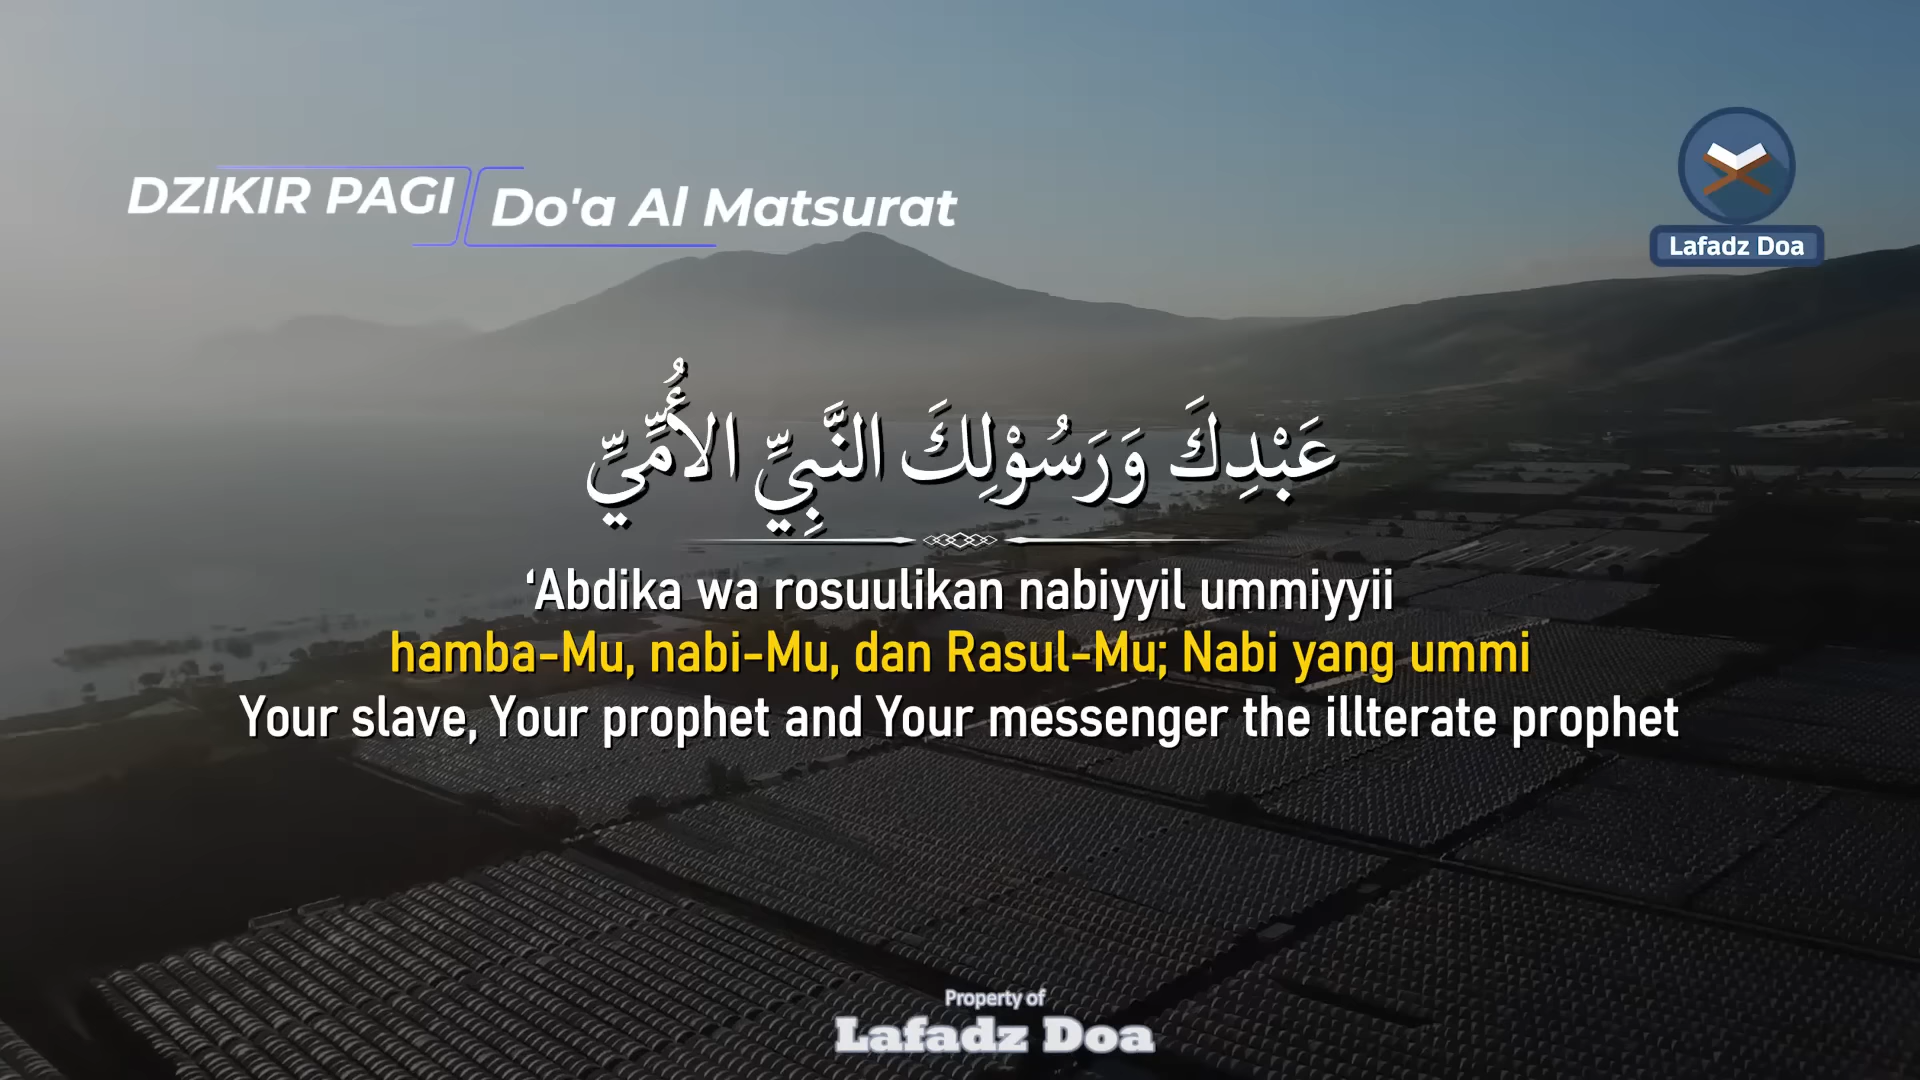 DZIKIR PAGI
Do'a Al Matsurat
Lafadz Doa
عَبْدِكَ وَرَسُوْلِكَ النَّبِيِّ الأُمِّيِّ
‘Abdika wa rosuulikan nabiyyil ummiyyii
hamba-Mu, nabi-Mu, dan Rasul-Mu; Nabi yang ummi
Your slave, Your prophet and Your messenger the illterate prophet
Property of
Lafadz Doa